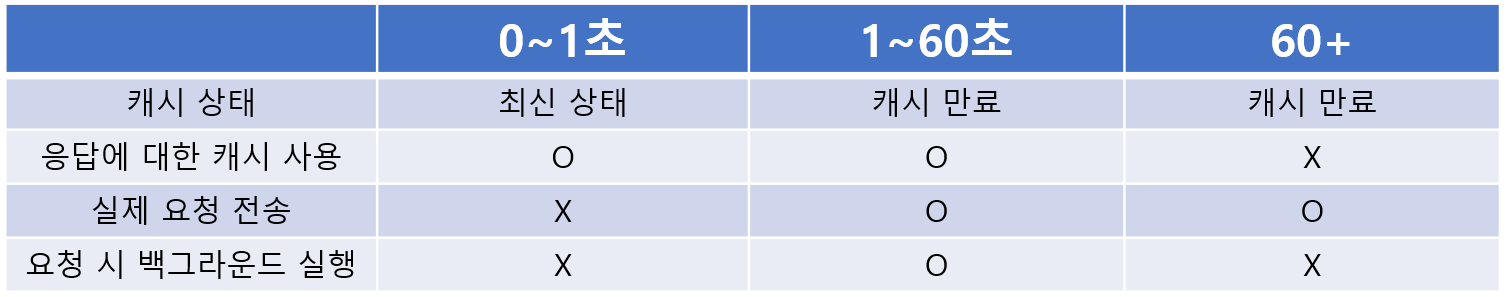 0~1초 1~60초 60+
캐시 상태 최신 상태 캐시 만료 캐시 만료
응답에 대한 캐시 사용 O O X
실제 요청 전송 X O O
요청 시 백그라운드 실행 X O X